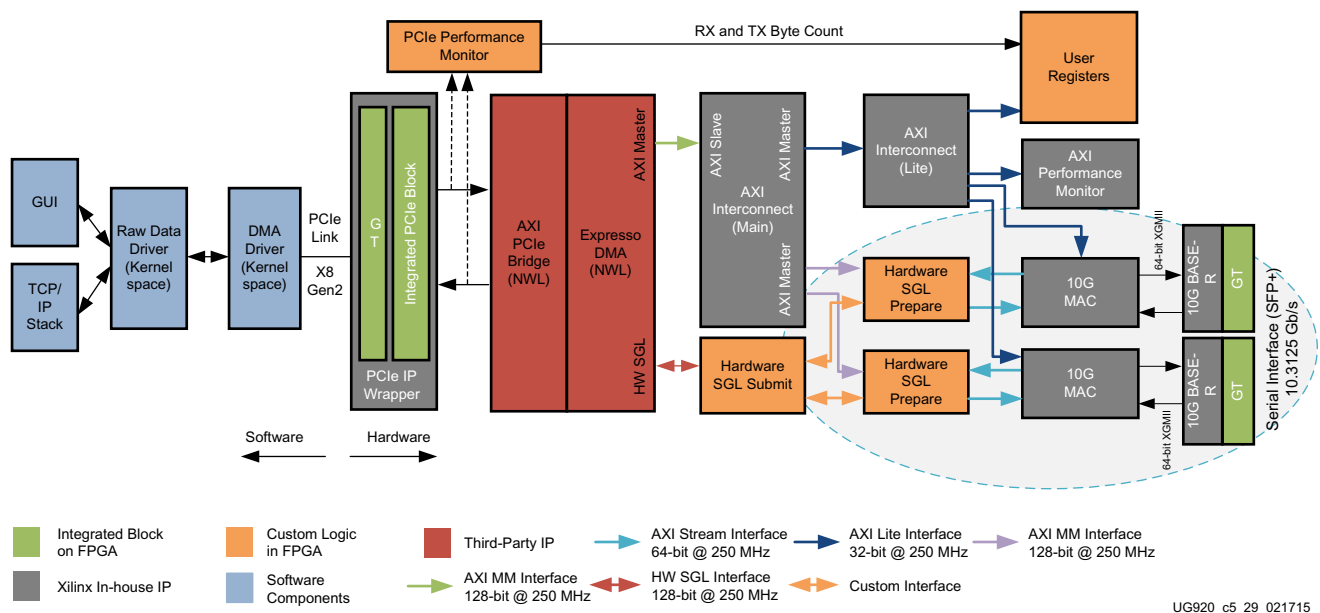 PCIe Performance
Monitor
RX and TX Byte Count
User
Registers
GUI
TCP/
IP
Stack
Raw Data
Driver
(Kernel
space)
DMA
Driver
(Kernel
space)
PCIe
Link
X8
Gen2
G
T
Integrated PCIe Block
PCIe IP
Wrapper
AXI
PCIe
Bridge
(NWL)
Expresso
DMA
(NWL)
AXI Master
HW SGL
AXI Slave
AXI Master
AXI
Interconnect
(Main)
AXI Master
AXI
Interconnect
(Lite)
AXI
Performance
Monitor
Hardware
SGL
Prepare
10G
MAC
64-bit XGMII
10G BASE-
R
GT
Hardware
SGL Submit
Hardware
SGL
Prepare
10G
MAC
64-bit XGMII
10G BASE-
R
GT
Serial Interface (SFP+)
10.3125 Gb/s
Software
Hardware
Integrated Block
on FPGA
Custom Logic
in FPGA
Third-Party IP
AXI Stream Interface
64-bit @ 250 MHz
AXI Lite Interface
32-bit @ 250 MHz
AXI MM Interface
128-bit @ 250 MHz
Xilinx In-house IP
Software
Components
AXI MM Interface
128-bit @ 250 MHz
HW SGL Interface
128-bit @ 250 MHz
Custom Interface
UG920_c5_29_021715